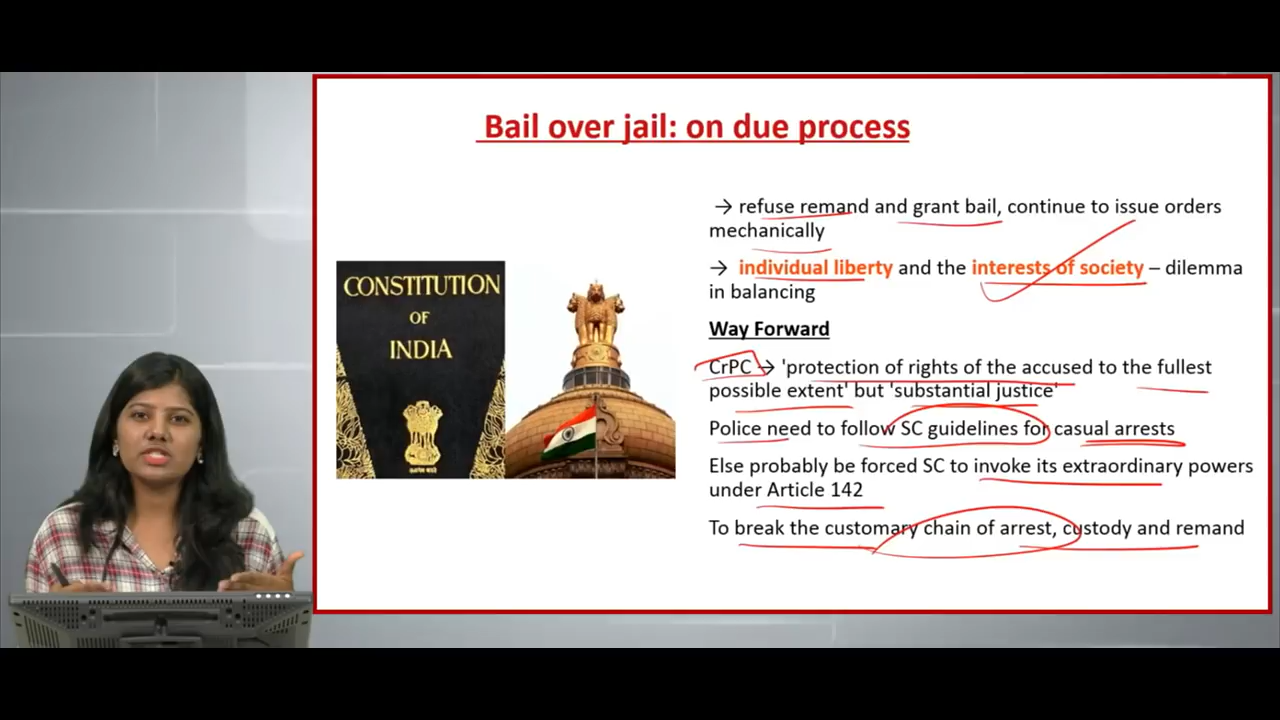 Bail over jail: on due process
→ refuse remand and grant bail, continue to issue orders
mechanically
→ individual liberty and the interests of society – dilemma
in balancing
Way Forward
CrPC → 'protection of rights of the accused to the fullest
possible extent' but 'substantial justice'
Police need to follow SC guidelines for casual arrests
Else probably be forced SC to invoke its extraordinary powers
under Article 142
To break the customary chain of arrest, custody and remand
CONSTITUTION
OF
INDIA